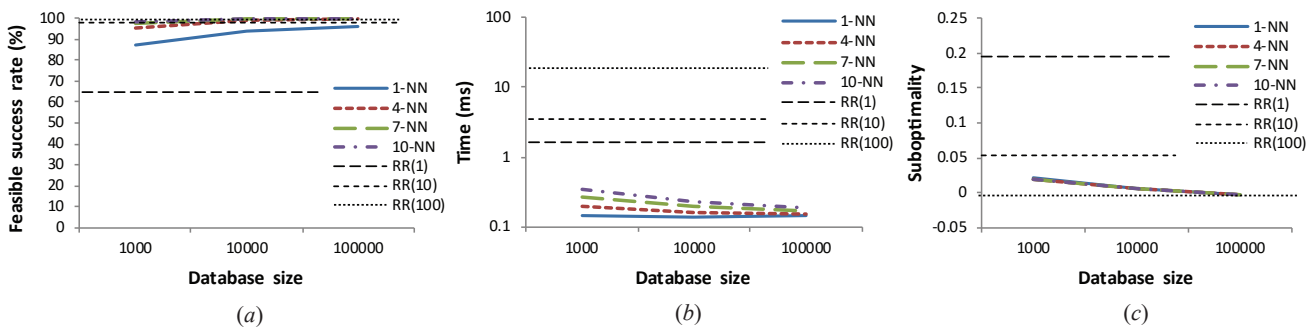 Feasible success rate (%)
100
90
80
70
60
50
40
30
20
10
0
1000 10000 100000
Database size
1-NN
4-NN
7-NN
10-NN
RR(1)
RR(10)
RR(100)
(a)
Time (ms)
100
10
1
0.1
1000 10000 100000
Database size
1-NN
4-NN
7-NN
10-NN
RR(1)
RR(10)
RR(100)
(b)
Suboptimality
0.25
0.2
0.15
0.1
0.05
0
-0.05
1000 10000 100000
Database size
1-NN
4-NN
7-NN
10-NN
RR(1)
RR(10)
RR(100)
(c)